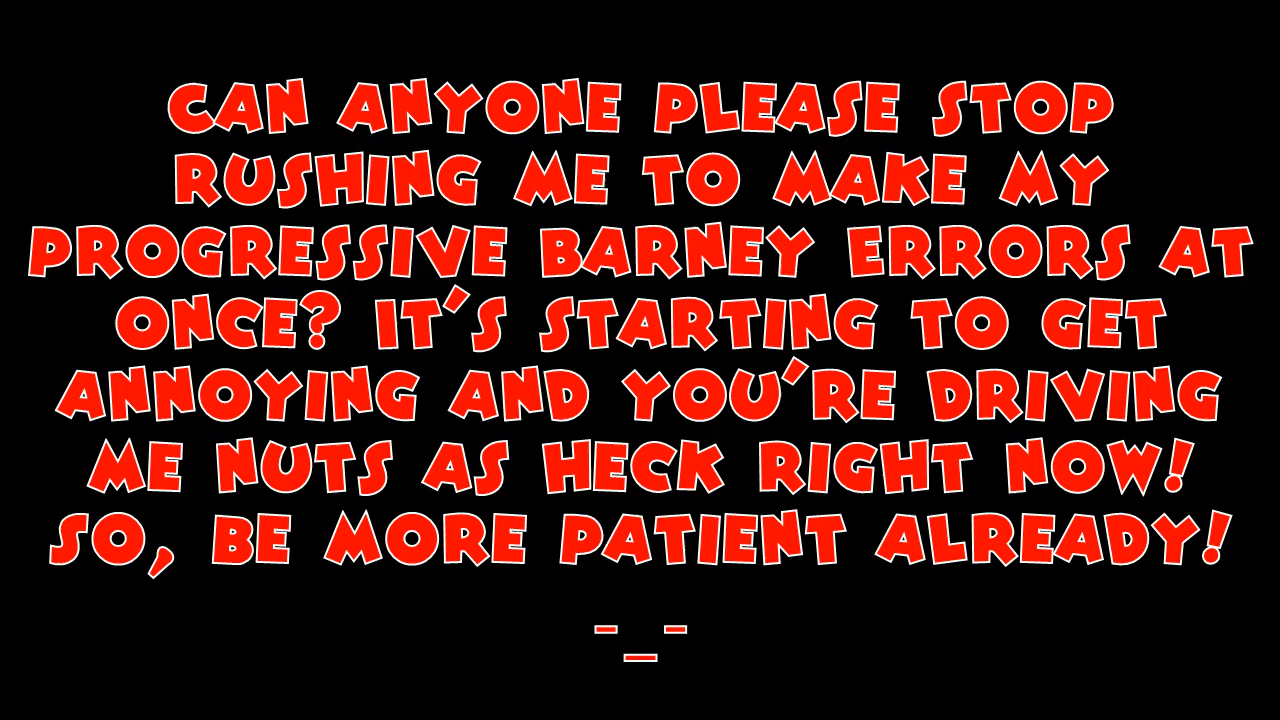 CAN ANYONE PLEASE STOP
RUSHING ME TO MAKE MY
PROGRESSIVE BARNEY ERRORS AT
ONCE? IT'S STARTING TO GET
ANNOYING AND YOU'RE DRIVING
ME NUTS AS HECK RIGHT NOW!
SO, BE MORE PATIENT ALREADY!
-_-